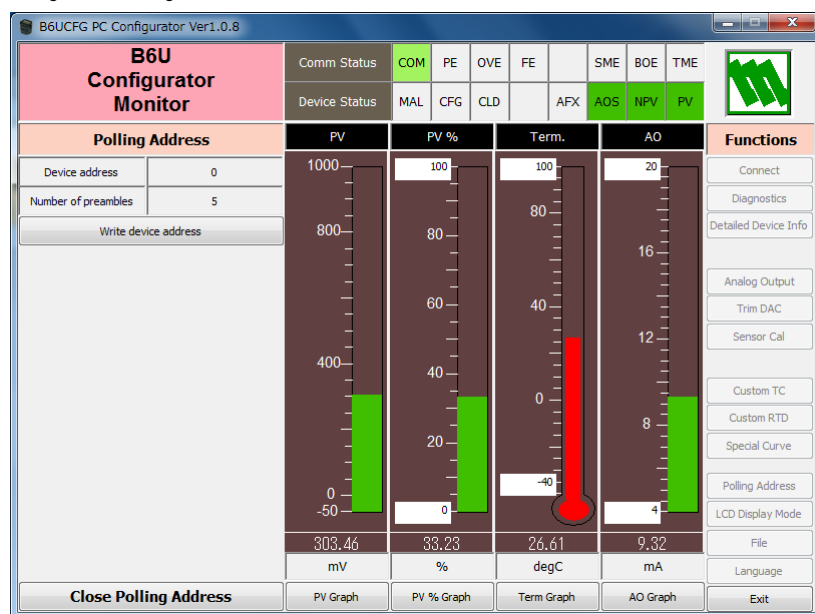 B6UCFG PC Configurator Ver1.0.8
B6U
Configurator
Monitor
Comm Status COM PE OVE FE SME BOE TME
Device Status MAL CFG CLD AFX AOS NPV PV
Polling Address
Device address 0
Number of preambles 5
Write device address
Close Polling Address
PV
1000
800
400
0
-50
303.46
mV
PV Graph
PV %
100
80
60
40
20
0
33.23
%
PV % Graph
Term.
100
80
40
0
-40
26.61
degC
Term Graph
AO
20
16
12
8
4
9.32
mA
AO Graph
Functions
Connect
Diagnostics
Detailed Device Info
Analog Output
Trim DAC
Sensor Cal
Custom TC
Custom RTD
Special Curve
Polling Address
LCD Display Mode
File
Language
Exit